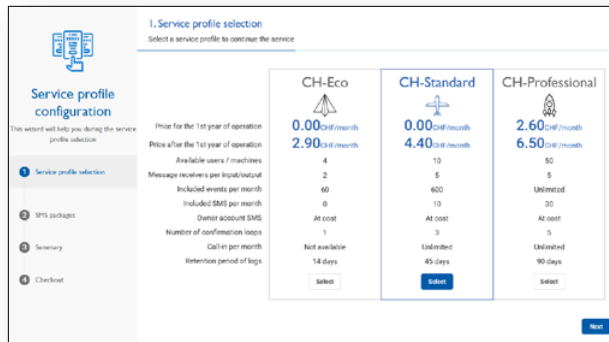 1. Service profile selection
Select a service profile to continue the service
Service profile
configuration
This wizard will help you during the service
profile selection
1 Service profile selection
2 SMS packages
3 Summary
4 Checkout
CH-Eco CH-Standard CH-Professional
Price for the 1st year of operation 0.00CHF/month 0.00CHF/month 2.60CHF/month
Price after the 1st year of operation 2.90CHF/month 4.40CHF/month 6.50CHF/month
Available users / machines 4 10 50
Message receivers per input/output 2 5 5
Included events per month 60 600 Unlimited
Included SMS per month 0 10 30
Owner account SMS At cost At cost At cost
Number of confirmation loops 1 3 5
Call-in per month Not available Unlimited Unlimited
Retention period of logs 14 days 45 days 90 days
Select Select Select
Next